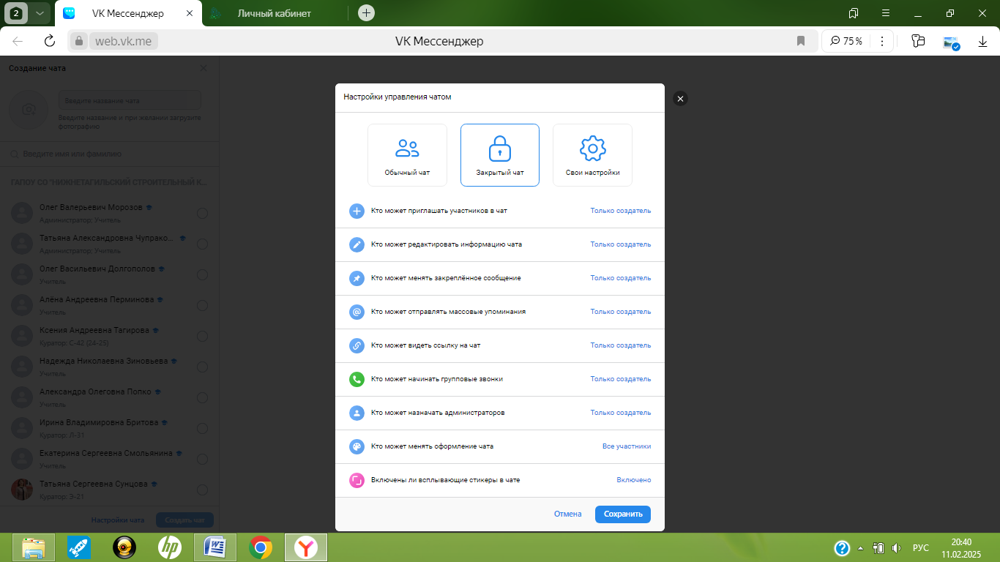 2
VK Мессенджер
Личный кабинет
web.vk.me
VK Мессенджер
75 %
Создание чата
Введите название чата
Введите название и при желании загрузите
фотографию
Введите имя или фамилию
ГАПОУ СО "НИЖНЕТАГИЛЬСКИЙ СТРОИТЕЛЬНЫЙ К...
Олег Валерьевич Морозов
Администратор; Учитель
Татьяна Александровна Чупрако...
Администратор; Учитель
Олег Васильевич Долгополов
Учитель
Алёна Андреевна Перминова
Учитель
Ксения Андреевна Тагирова
Куратор: С-42 (24-25)
Надежда Николаевна Зиновьева
Учитель
Александра Олеговна Попко
Учитель
Ирина Владимировна Бритова
Куратор: Л-31
Екатерина Сергеевна Смольянина
Учитель
Татьяна Сергеевна Сунцова
Куратор: Э-21
Настройки чата
Создать чат
Настройки управления чатом
Обычный чат
Закрытый чат
Свои настройки
Кто может приглашать участников в чат Только создатель
Кто может редактировать информацию чата Только создатель
Кто может менять закреплённое сообщение Только создатель
Кто может отправлять массовые упоминания Только создатель
Кто может видеть ссылку на чат Только создатель
Кто может начинать групповые звонки Только создатель
Кто может назначать администраторов Только создатель
Кто может менять оформление чата Все участники
Включены ли всплывающие стикеры в чате Включено
Отмена
Сохранить
hp
РУС
20:40
11.02.2025